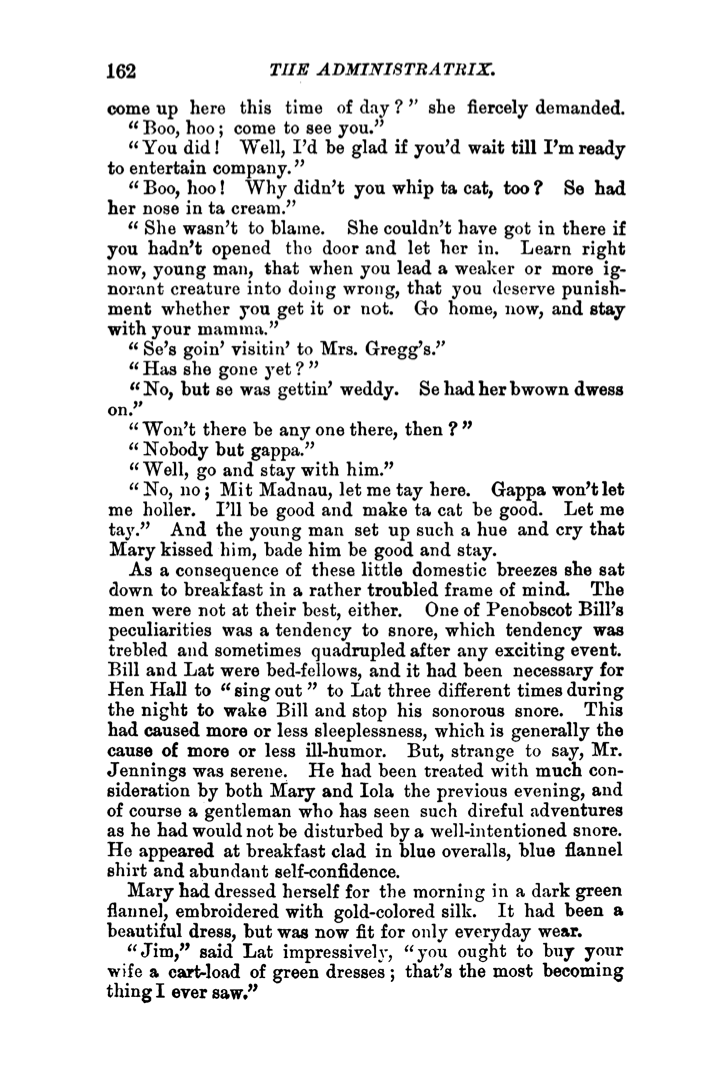 162 THE ADMINISTRATRIX.
come up here this time of day?" she fiercely demanded.
"Boo, hoo; come to see you."
"You did! Well, I'd be glad if you'd wait till I'm ready
to entertain company."
"Boo, hoo! Why didn't you whip ta cat, too? Se had
her nose in ta cream."
"She wasn't to blame. She couldn't have got in there if
you hadn't opened the door and let her in. Learn right
now, young man, that when you lead a weaker or more ig-
norant creature into doing wrong, that you deserve punish-
ment whether you get it or not. Go home, now, and stay
with your mamma."
"Se's goin' visitin' to Mrs. Gregg's."
"Has she gone yet?"
"No, but se was gettin' weddy. Se had her bwown dwess
on."
"Won't there be any one there, then?"
"Nobody but gappa."
"Well, go and stay with him."
"No, no; Mit Madnau, let me tay here. Gappa won't let
me holler. I'll be good and make ta cat be good. Let me
tay." And the young man set up such a hue and cry that
Mary kissed him, bade him be good and stay.
As a consequence of these little domestic breezes she sat
down to breakfast in a rather troubled frame of mind. The
men were not at their best, either. One of Penobscot Bill's
peculiarities was a tendency to snore, which tendency was
trebled and sometimes quadrupled after any exciting event.
Bill and Lat were bed-fellows, and it had been necessary for
Hen Hall to "sing out" to Lat three different times during
the night to wake Bill and stop his sonorous snore. This
had caused more or less sleeplessness, which is generally the
cause of more or less ill-humor. But, strange to say, Mr.
Jennings was serene. He had been treated with much con-
sideration by both Mary and Iola the previous evening, and
of course a gentleman who has seen such direful adventures
as he had would not be disturbed by a well-intentioned snore.
He appeared at breakfast clad in blue overalls, blue flannel
shirt and abundant self-confidence.
Mary had dressed herself for the morning in a dark green
flannel, embroidered with gold-colored silk. It had been a
beautiful dress, but was now fit for only everyday wear.
"Jim," said Lat impressively, "you ought to buy your
wife a cart-load of green dresses; that's the most becoming
thing I ever saw."